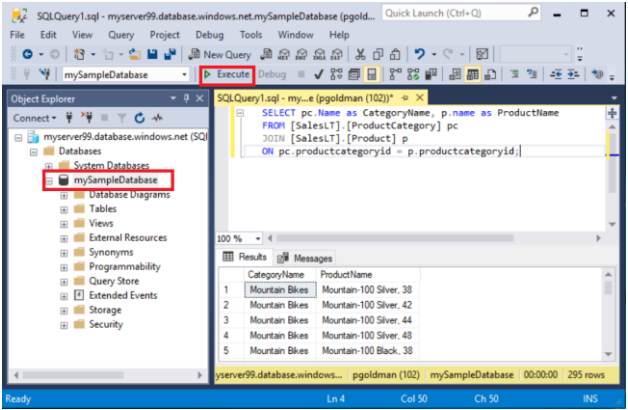 SQLQuery1.sql - myserver99.database.windows.net.mySampleDatabase (pgold...
Quick Launch (Ctrl+Q)
File Edit View Query Project Debug Tools Window Help
New Query
mySampleDatabase Execute Debug
Object Explorer
Connect
myserver99.database.windows.net (SQl
Databases
System Databases
mySampleDatabase
Database Diagrams
Tables
Views
External Resources
Synonyms
Programmability
Query Store
Extended Events
Storage
Security
SQLQuery1.sql - my...e (pgoldman (102))*
SELECT pc.Name as CategoryName, p.name as ProductName
FROM [SalesLT].[ProductCategory] pc
JOIN [SalesLT].[Product] p
ON pc.productcategoryid = p.productcategoryid;
100 %
Results Messages
CategoryName ProductName
1 Mountain Bikes Mountain-100 Silver, 38
2 Mountain Bikes Mountain-100 Silver, 42
3 Mountain Bikes Mountain-100 Silver, 44
4 Mountain Bikes Mountain-100 Silver, 48
5 Mountain Bikes Mountain-100 Black, 38
yserver99.database.windows... pgoldman (102) mySampleDatabase 00:00:00 295 rows
Ready Ln 4 Col 50 Ch 50 INS